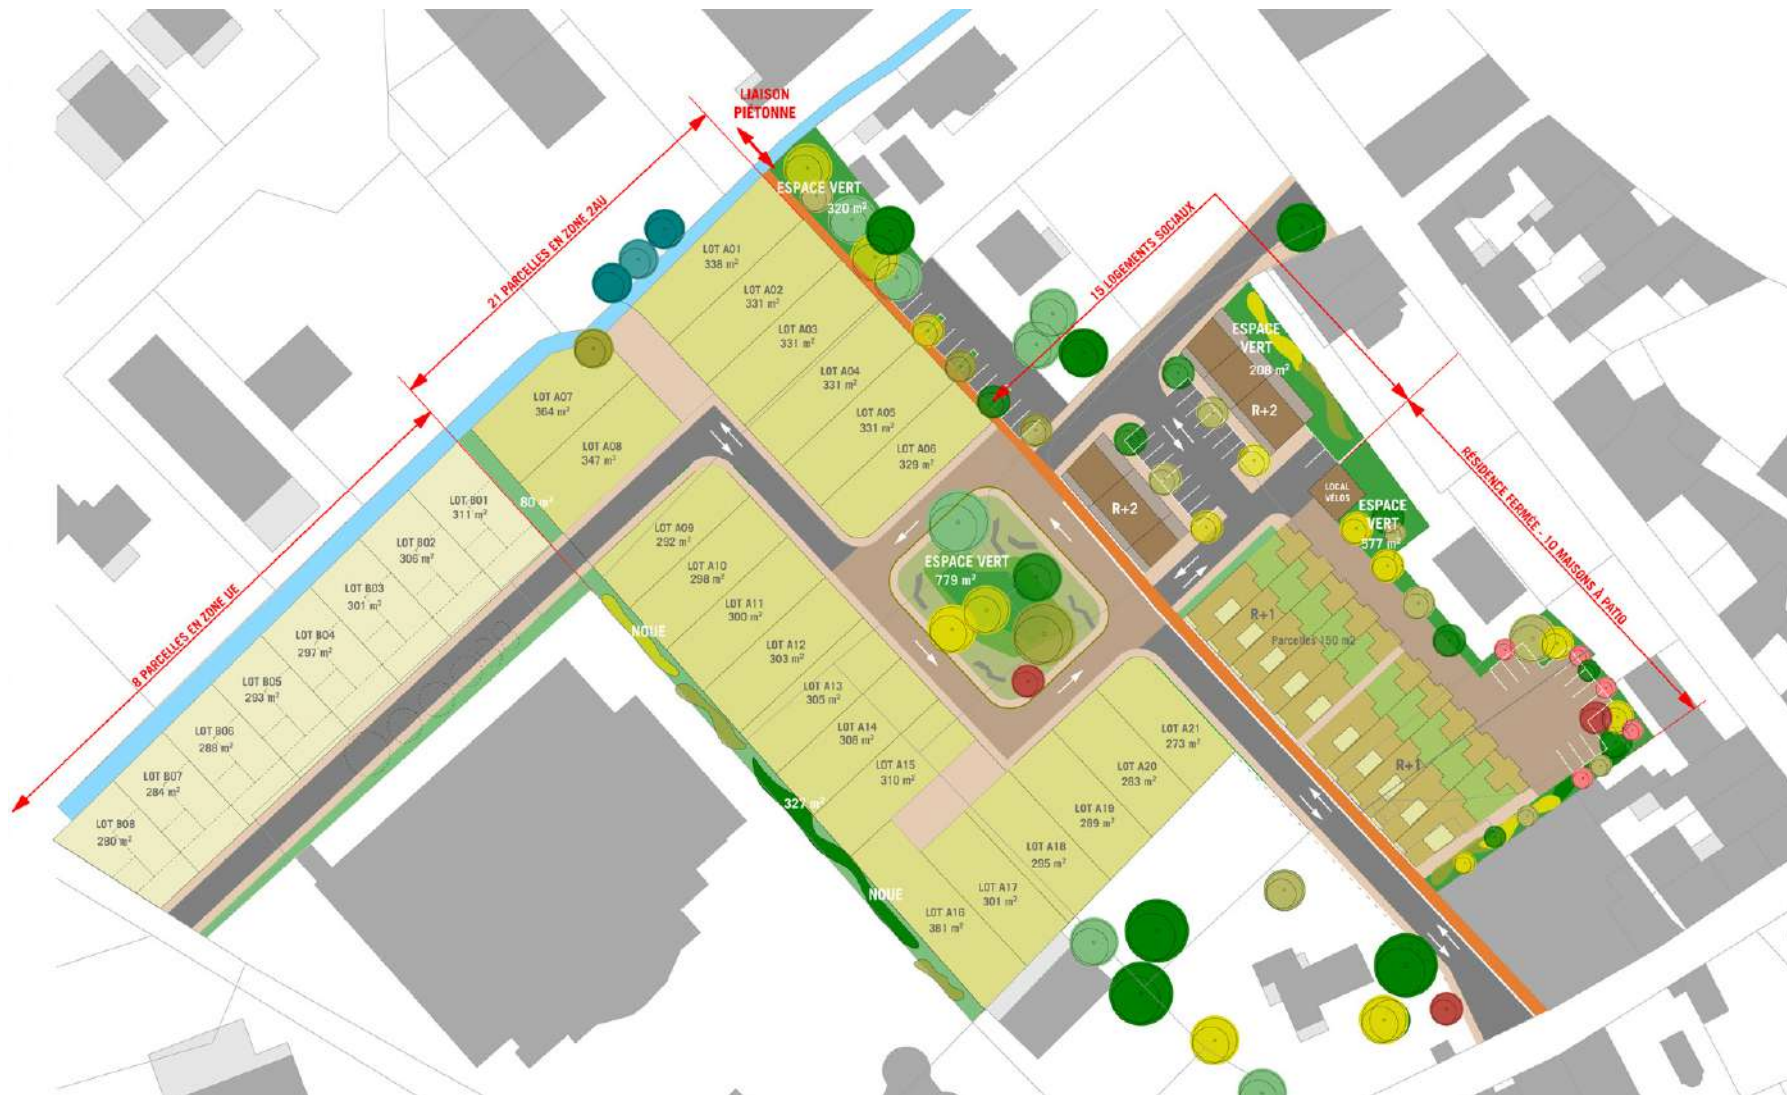 LIAISON
PIÉTONNE
21 PARCELLES EN ZONE 2AU
ESPACE VERT
320 m²
15 LOGEMENTS SOCIAUX
LOT A01
338 m²
LOT A02
331 m²
LOT A03
331 m²
LOT A04
331 m²
LOT A05
331 m²
LOT A06
329 m²
LOT A07
364 m²
LOT A08
347 m²
80 m²
ESPACE
VERT
208 m²
R+2
R+2
LOCAL
VÉLOS
ESPACE
VERT
577 m²
RÉSIDENCE FERMÉE - 10 MAISONS À PATIO
8 PARCELLES EN ZONE UE
LOT B01
311 m²
LOT B02
306 m²
LOT B03
301 m²
LOT B04
297 m²
LOT B05
293 m²
LOT B06
288 m²
LOT B07
284 m²
LOT B08
280 m²
LOT A09
292 m²
LOT A10
298 m²
LOT A11
300 m²
LOT A12
303 m²
LOT A13
305 m²
LOT A14
308 m²
LOT A15
310 m²
ESPACE VERT
779 m²
NOUE
327 m²
NOUE
R+1
Parcelles 150 m2
R+1
LOT A21
273 m²
LOT A20
283 m²
LOT A19
289 m²
LOT A18
295 m²
LOT A17
301 m²
LOT A16
381 m²